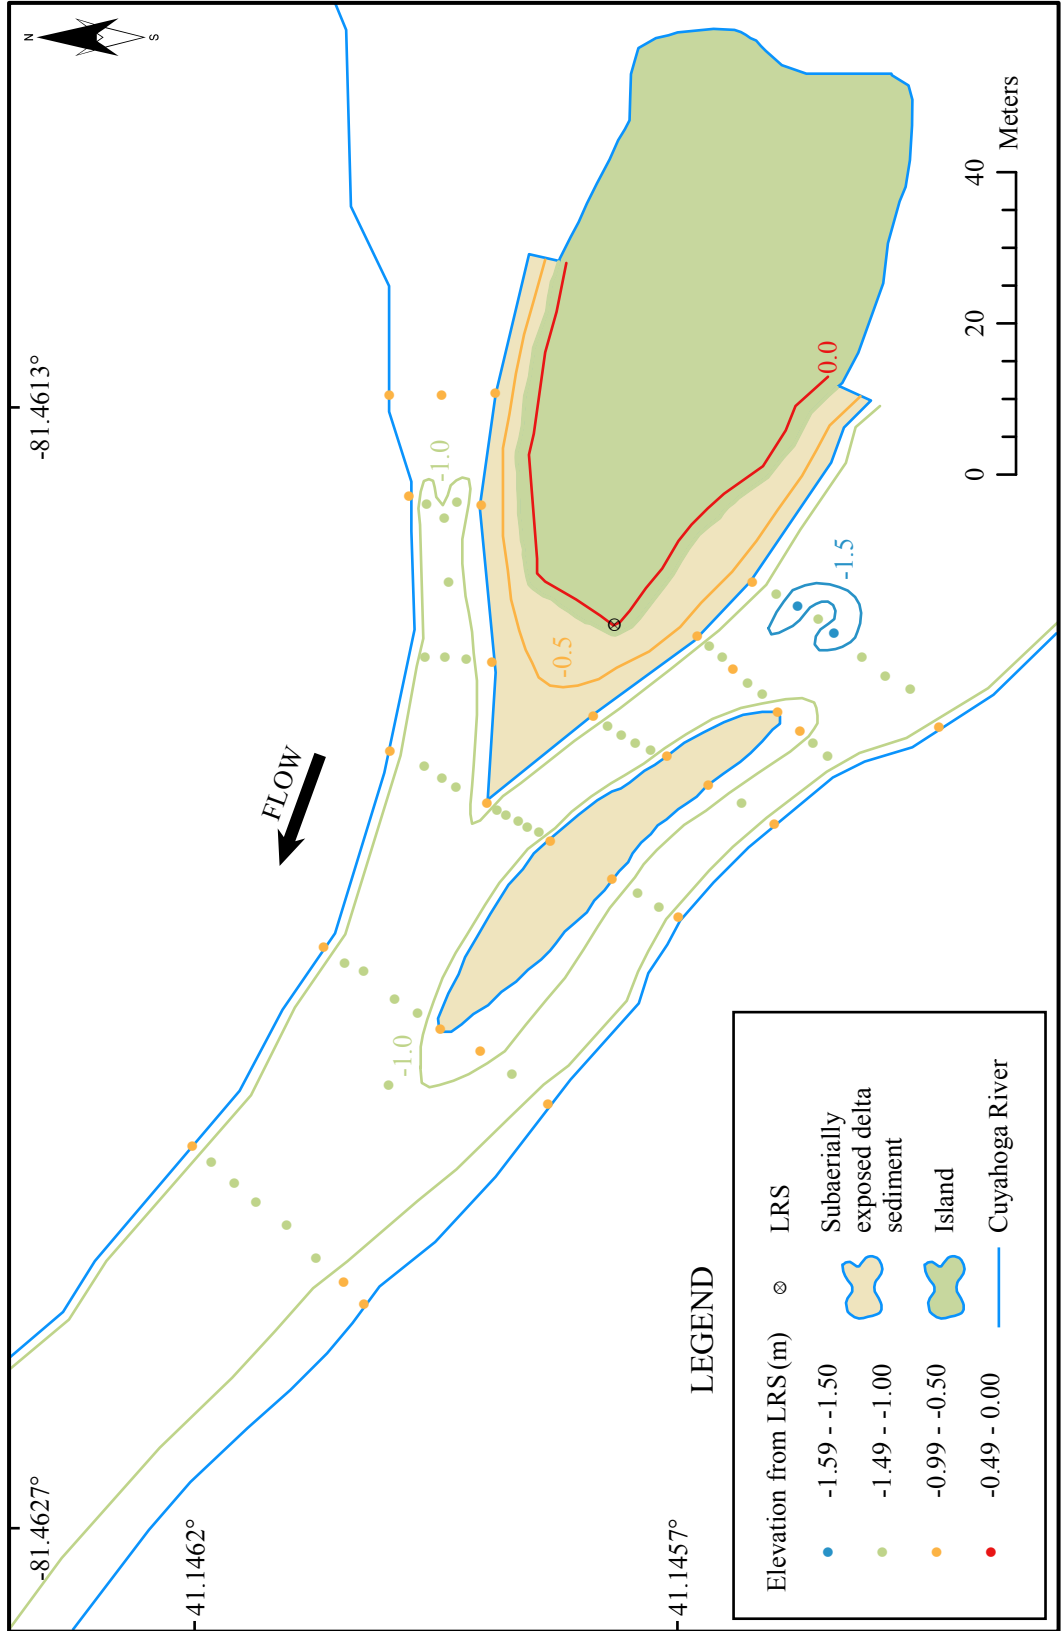 N
S
-81.4627°
-81.4613°
41.1462°
41.1457°
FLOW
-1.0
-1.0
-0.5
0.0
-1.5
0
20
40
Meters
LEGEND
Elevation from LRS (m)
-1.59 - -1.50
-1.49 - -1.00
-0.99 - -0.50
-0.49 - 0.00
LRS
Subaerially
exposed delta
sediment
Island
Cuyahoga River